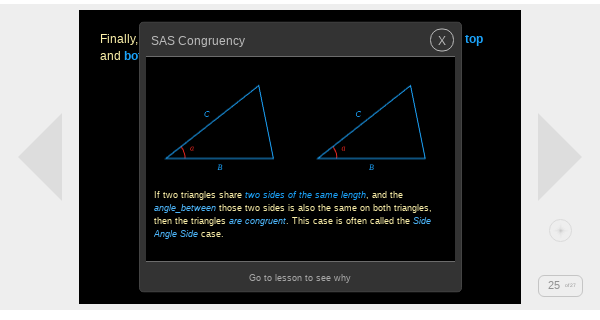 Finally,
top
and bot
SAS Congruency
X
C
C
a
a
B
B
If two triangles share two sides of the same length, and the
angle_between those two sides is also the same on both triangles,
then the triangles are congruent. This case is often called the Side
Angle Side case.
Go to lesson to see why
25